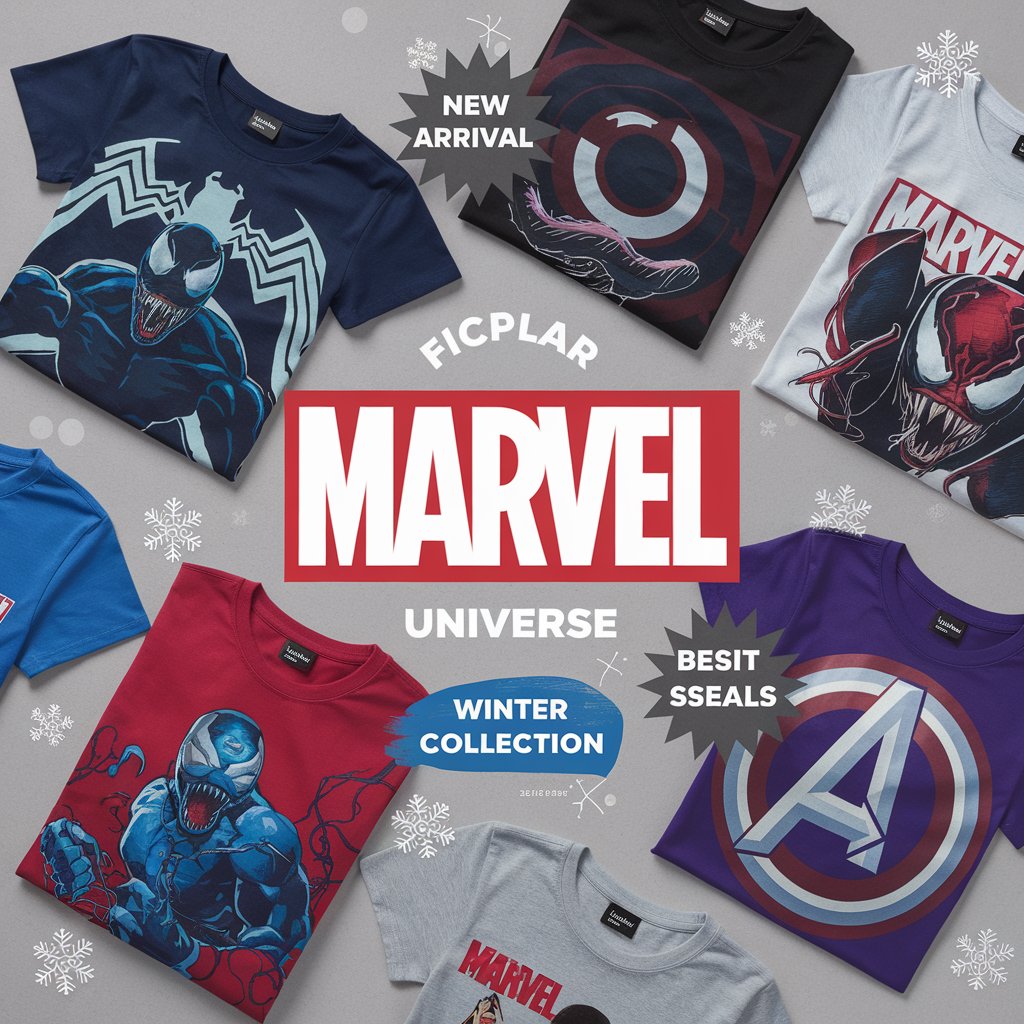 NEW
ARRIVAL
MARVEL
FICPLAR
MARVEL
UNIVERSE
BESIT
SSEALS
WINTER
COLLECTION
A
MARVEL